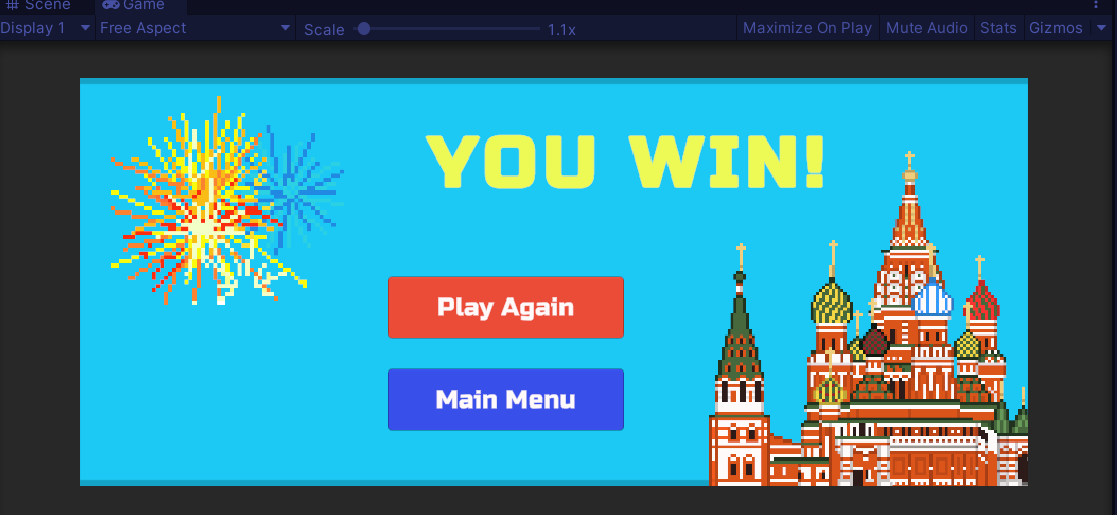 Scene Game
Display 1 Free Aspect Scale 1.1x Maximize On Play Mute Audio Stats Gizmos
YOU WIN!
Play Again
Main Menu